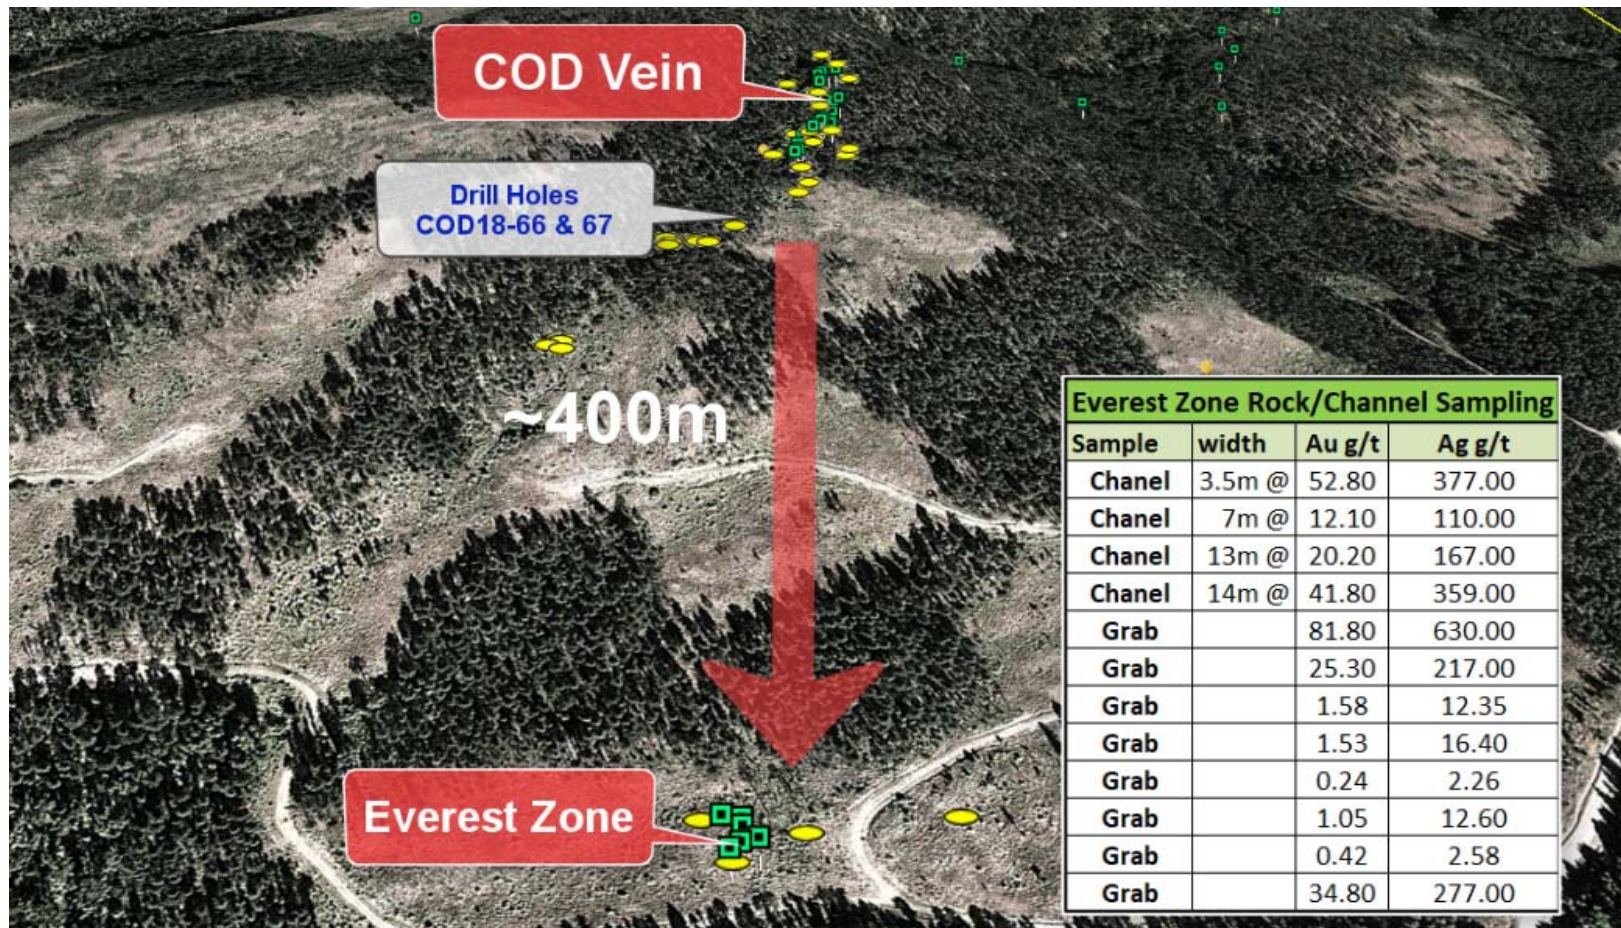 COD Vein
Drill Holes
COD18-66 & 67
~400m
Everest Zone
Everest Zone Rock/Channel Sampling
Sample width Au g/t Ag g/t
Chanel 3.5m @ 52.80 377.00
Chanel 7m @ 12.10 110.00
Chanel 13m @ 20.20 167.00
Chanel 14m @ 41.80 359.00
Grab 81.80 630.00
Grab 25.30 217.00
Grab 1.58 12.35
Grab 1.53 16.40
Grab 0.24 2.26
Grab 1.05 12.60
Grab 0.42 2.58
Grab 34.80 277.00